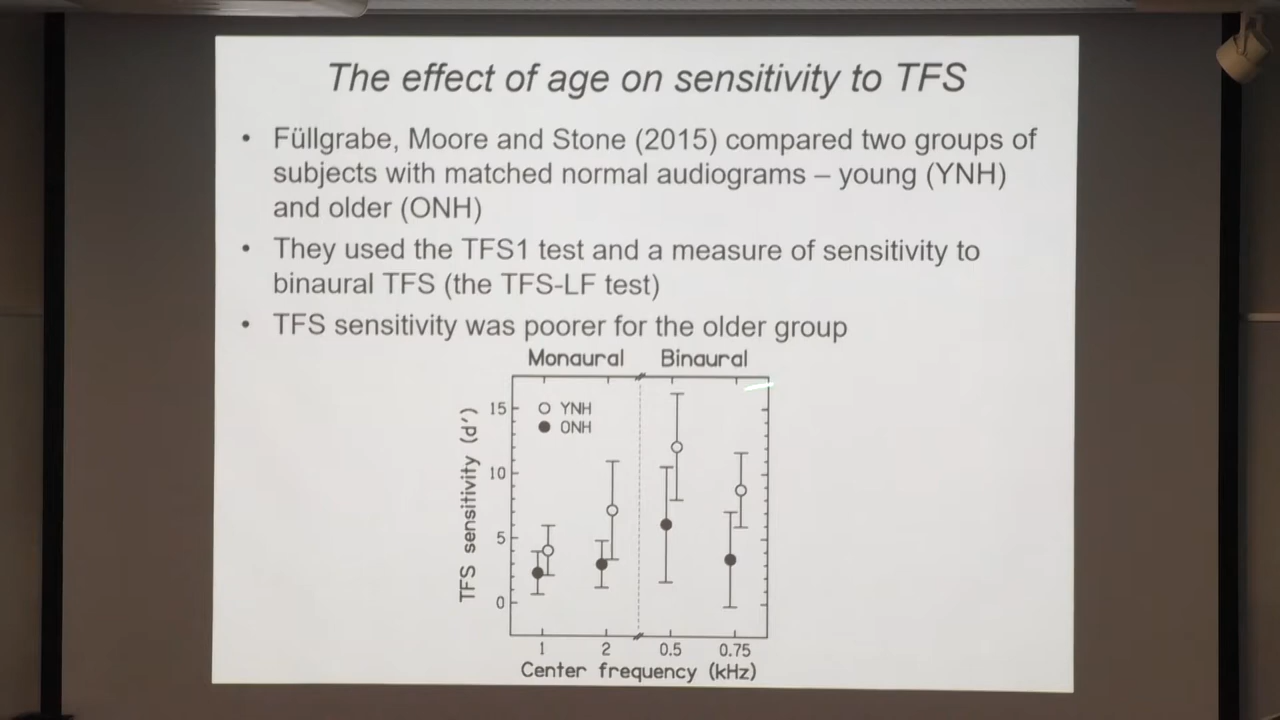 The effect of age on sensitivity to TFS
• Füllgrabe, Moore and Stone (2015) compared two groups of
subjects with matched normal audiograms – young (YNH)
and older (ONH)
• They used the TFS1 test and a measure of sensitivity to
binaural TFS (the TFS-LF test)
• TFS sensitivity was poorer for the older group
Monaural Binaural
TFS sensitivity (d′)
15
10
5
0
YNH
ONH
1 2 0.5 0.75
Center frequency (kHz)